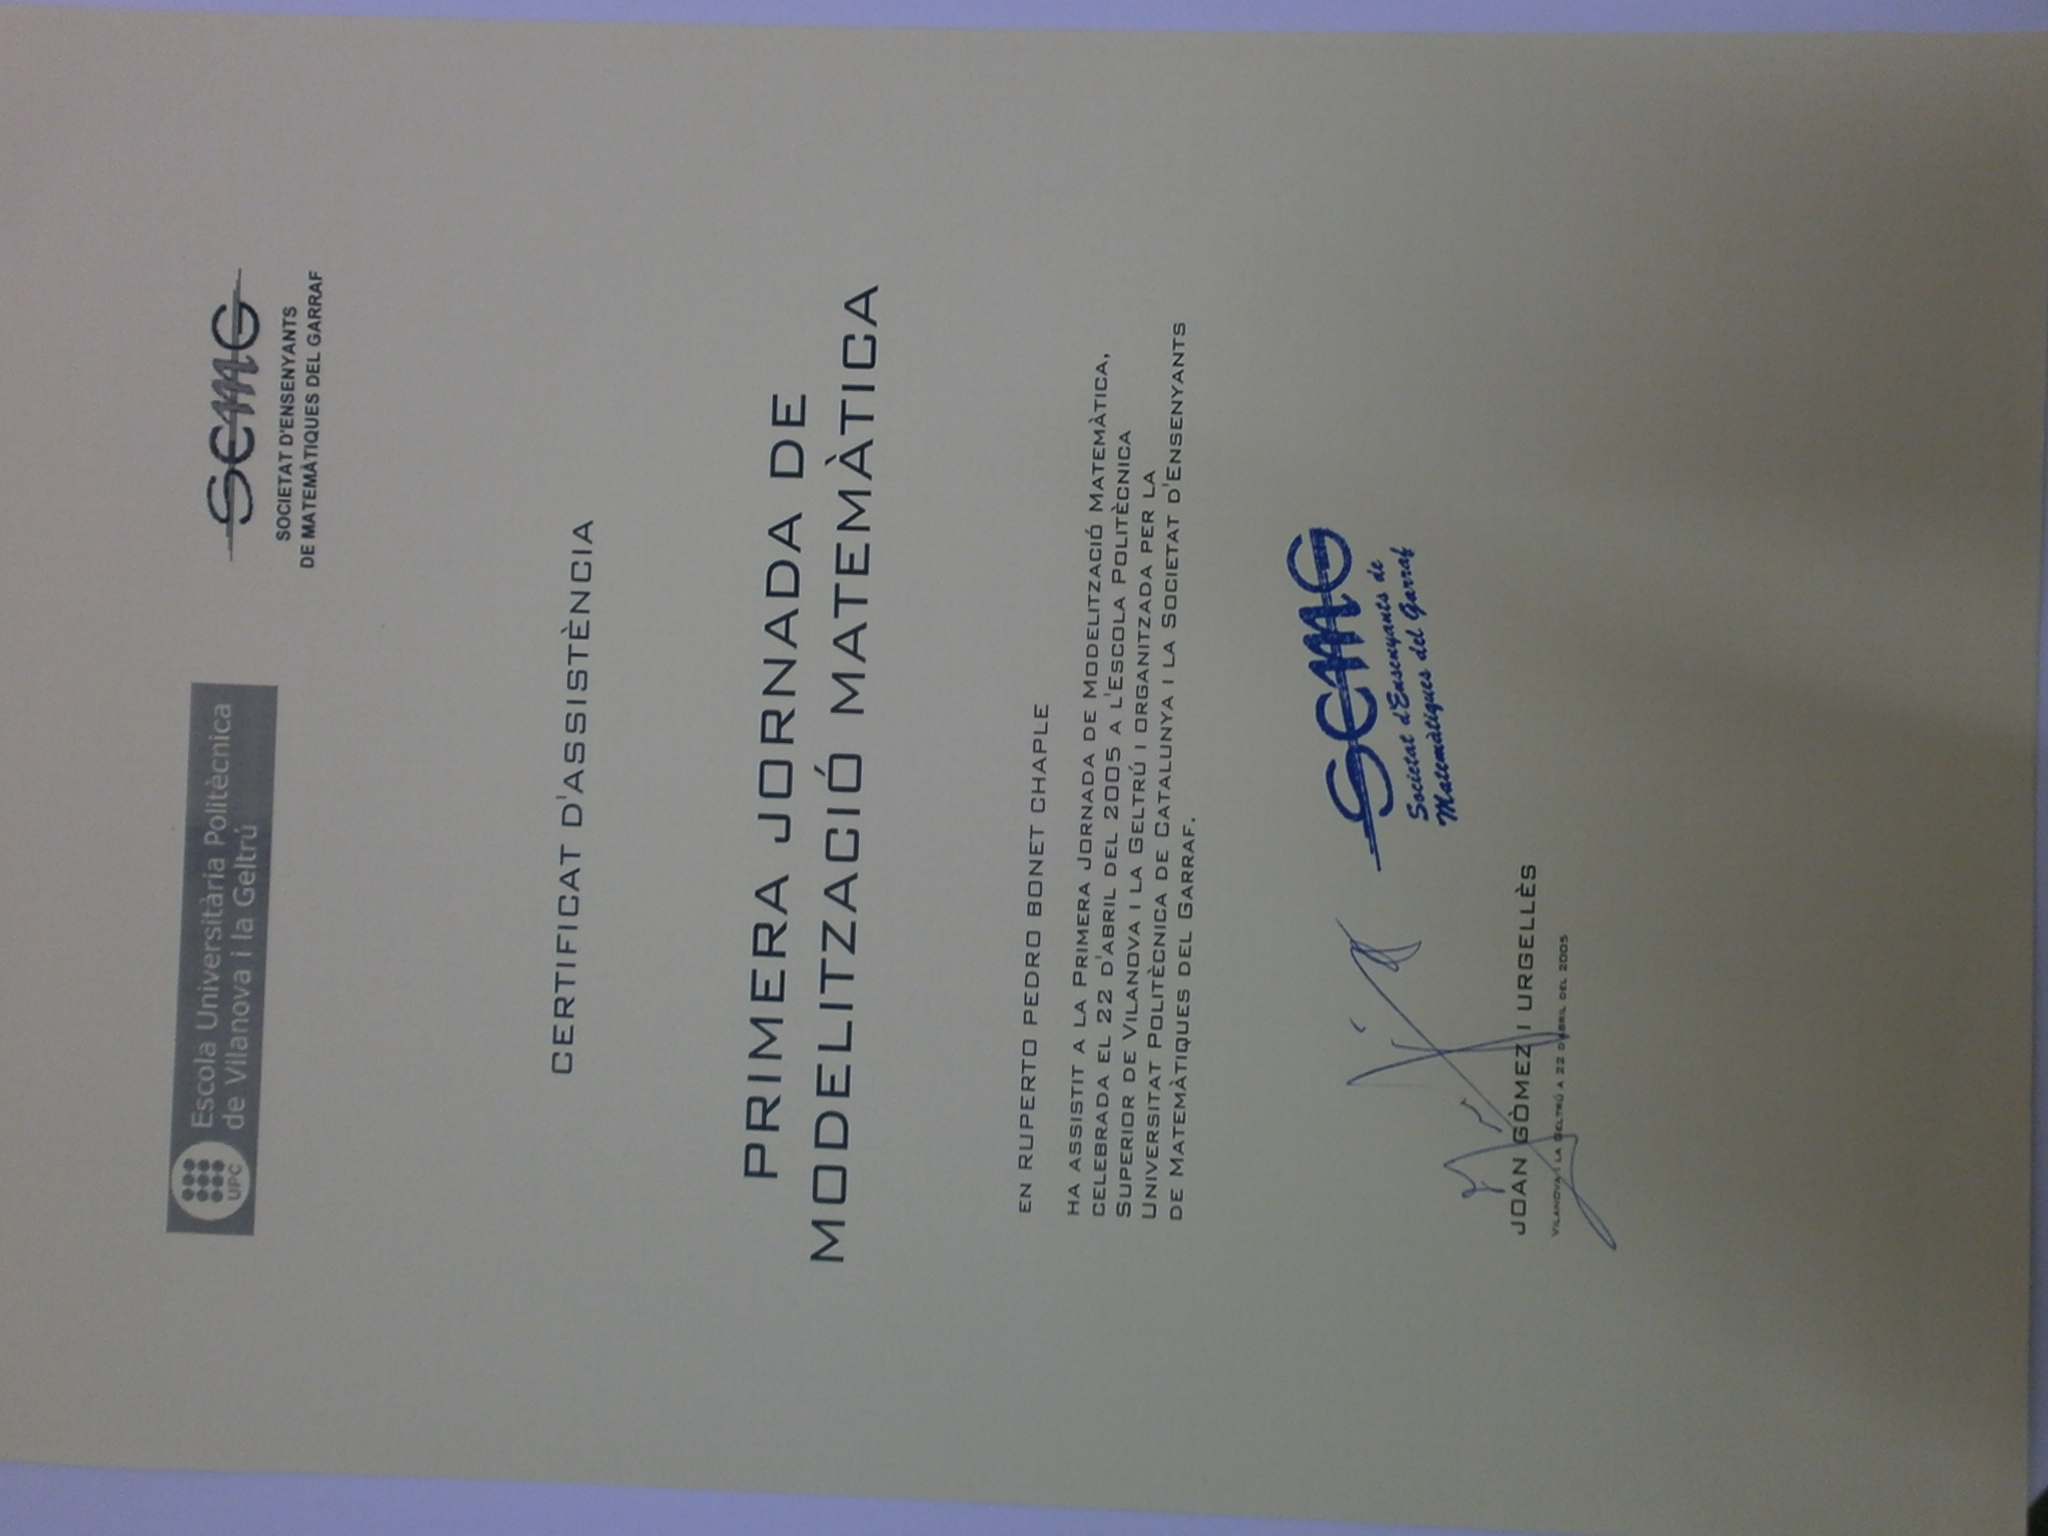 UPC
Escola Universitària Politècnica
de Vilanova i la Geltrú
SEMG
SOCIETAT D'ENSENYANTS
DE MATEMÀTIQUES DEL GARRAF
CERTIFICAT D'ASSISTÈNCIA
PRIMERA JORNADA DE
MODELITZACIÓ MATEMÀTICA
EN RUPERTO PEDRO BONET CHAPLE
HA ASSISTIT A LA PRIMERA JORNADA DE MODELITZACIÓ MATEMÀTICA,
CELEBRADA EL 22 D'ABRIL DEL 2005 A L'ESCOLA POLITÈCNICA
SUPERIOR DE VILANOVA I LA GELTRÚ I ORGANITZADA PER LA
UNIVERSITAT POLITÈCNICA DE CATALUNYA I LA SOCIETAT D'ENSENYANTS
DE MATEMÀTIQUES DEL GARRAF.
SEMG
Societat d'Ensenyants de
Matemàtiques del Garraf
JOAN GÒMEZ I URGELLÈS
VILANOVA I LA GELTRÚ A 22 D'ABRIL DEL 2005